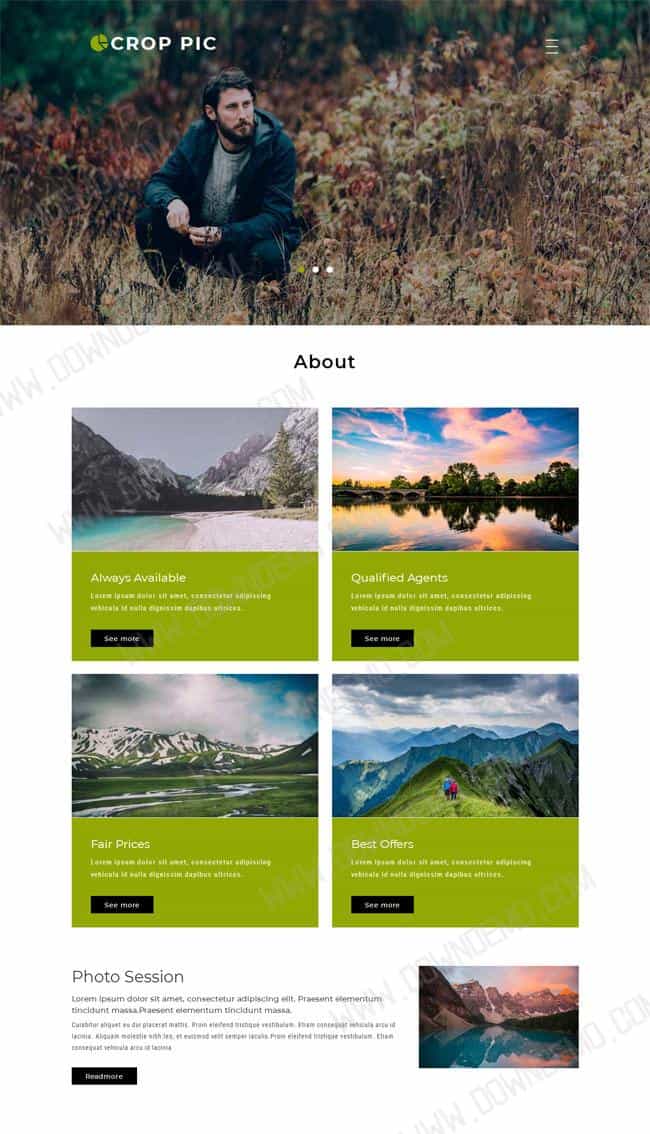 CROP PIC
About
Always Available
Lorem ipsum dolor sit amet, consectetur adipiscing
vehicula id nulla dignissim dapibus ultrices.
See more
Qualified Agents
Lorem ipsum dolor sit amet, consectetur adipiscing
vehicula id nulla dignissim dapibus ultrices.
See more
Fair Prices
Lorem ipsum dolor sit amet, consectetur adipiscing
vehicula id nulla dignissim dapibus ultrices.
See more
Best Offers
Lorem ipsum dolor sit amet, consectetur adipiscing
vehicula id nulla dignissim dapibus ultrices.
See more
Photo Session
Lorem ipsum dolor sit amet, consectetur adipiscing elit. Praesent elementum
tincidunt massa.Praesent elementum tincidunt massa.
Curabitur aliquet eu dui placerat mattis. Proin eleifend tristique vestibulum. Etiam consequat vehicula arcu id
lacinia. Aliquam molestie nibh leo, et euismod velit semper iaculis.Proin eleifend tristique vestibulum. Etiam
consequat vehicula arcu id lacinia
Readmore
WWW.DOWNDEMO.COM